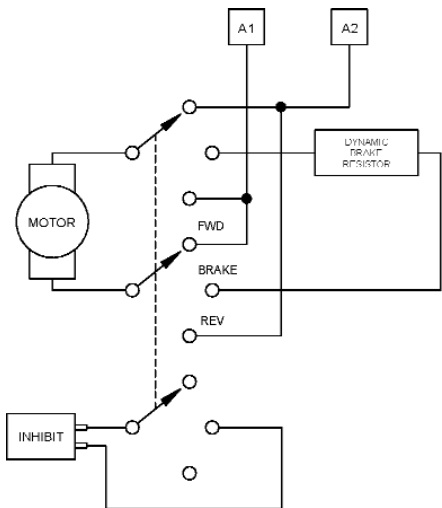 A1
A2
DYNAMIC
BRAKE
RESISTOR
MOTOR
FWD
BRAKE
REV
INHIBIT